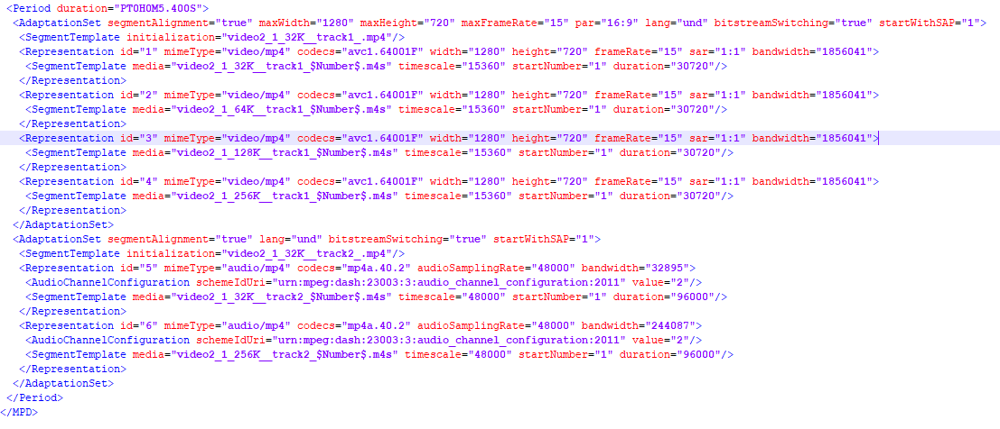 <Period duration="PT0H0M5.400S">
<AdaptationSet segmentAlignment="true" maxWidth="1280" maxHeight="720" maxFrameRate="15" par="16:9" lang="und" bitstreamSwitching="true" startWithSAP="1">
<SegmentTemplate initialization="video2_1_32K__track1_.mp4"/>
<Representation id="1" mimeType="video/mp4" codecs="avc1.64001F" width="1280" height="720" frameRate="15" sar="1:1" bandwidth="1856041">
<SegmentTemplate media="video2_1_32K__track1_$Number$.m4s" timescale="15360" startNumber="1" duration="30720"/>
</Representation>
<Representation id="2" mimeType="video/mp4" codecs="avc1.64001F" width="1280" height="720" frameRate="15" sar="1:1" bandwidth="1856041">
<SegmentTemplate media="video2_1_64K__track1_$Number$.m4s" timescale="15360" startNumber="1" duration="30720"/>
</Representation>
<Representation id="3" mimeType="video/mp4" codecs="avc1.64001F" width="1280" height="720" frameRate="15" sar="1:1" bandwidth="1856041">
<SegmentTemplate media="video2_1_128K__track1_$Number$.m4s" timescale="15360" startNumber="1" duration="30720"/>
</Representation>
<Representation id="4" mimeType="video/mp4" codecs="avc1.64001F" width="1280" height="720" frameRate="15" sar="1:1" bandwidth="1856041">
<SegmentTemplate media="video2_1_256K__track1_$Number$.m4s" timescale="15360" startNumber="1" duration="30720"/>
</Representation>
</AdaptationSet>
<AdaptationSet segmentAlignment="true" lang="und" bitstreamSwitching="true" startWithSAP="1">
<SegmentTemplate initialization="video2_1_32K__track2_.mp4"/>
<Representation id="5" mimeType="audio/mp4" codecs="mp4a.40.2" audioSamplingRate="48000" bandwidth="32895">
<AudioChannelConfiguration schemeIdUri="urn:mpeg:dash:23003:3:audio_channel_configuration:2011" value="2"/>
<SegmentTemplate media="video2_1_32K__track2_$Number$.m4s" timescale="48000" startNumber="1" duration="96000"/>
</Representation>
<Representation id="6" mimeType="audio/mp4" codecs="mp4a.40.2" audioSamplingRate="48000" bandwidth="244087">
<AudioChannelConfiguration schemeIdUri="urn:mpeg:dash:23003:3:audio_channel_configuration:2011" value="2"/>
<SegmentTemplate media="video2_1_256K__track2_$Number$.m4s" timescale="48000" startNumber="1" duration="96000"/>
</Representation>
</AdaptationSet>
</Period>
</MPD>